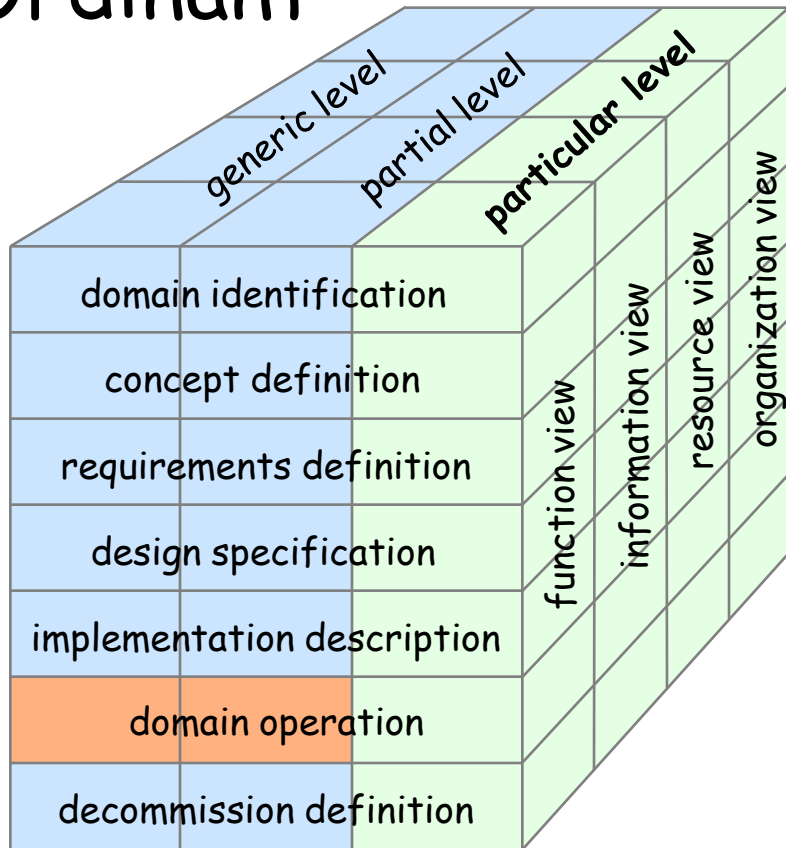 generic level
partial level
particular level
domain identification
concept definition
requirements definition
design specification
implementation description
domain operation
decommission definition
function view
information view
resource view
organization view